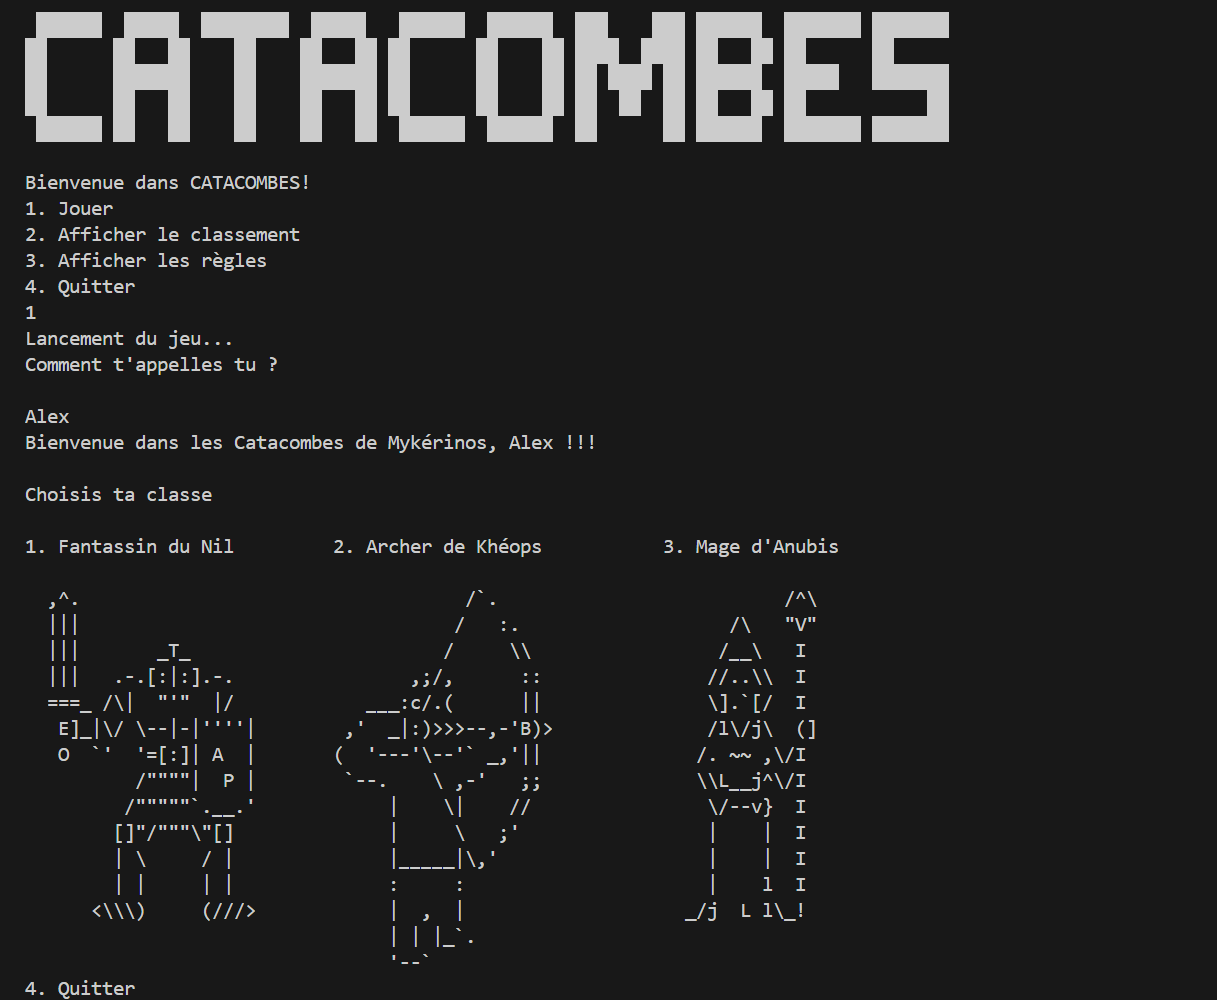 CATACOMBES
Bienvenue dans CATACOMBES!
1. Jouer
2. Afficher le classement
3. Afficher les règles
4. Quitter
1
Lancement du jeu...
Comment t'appelles tu ?
Alex
Bienvenue dans les Catacombes de Mykérinos, Alex !!!
Choisis ta classe
1. Fantassin du Nil 2. Archer de Khéops 3. Mage d'Anubis
4. Quitter